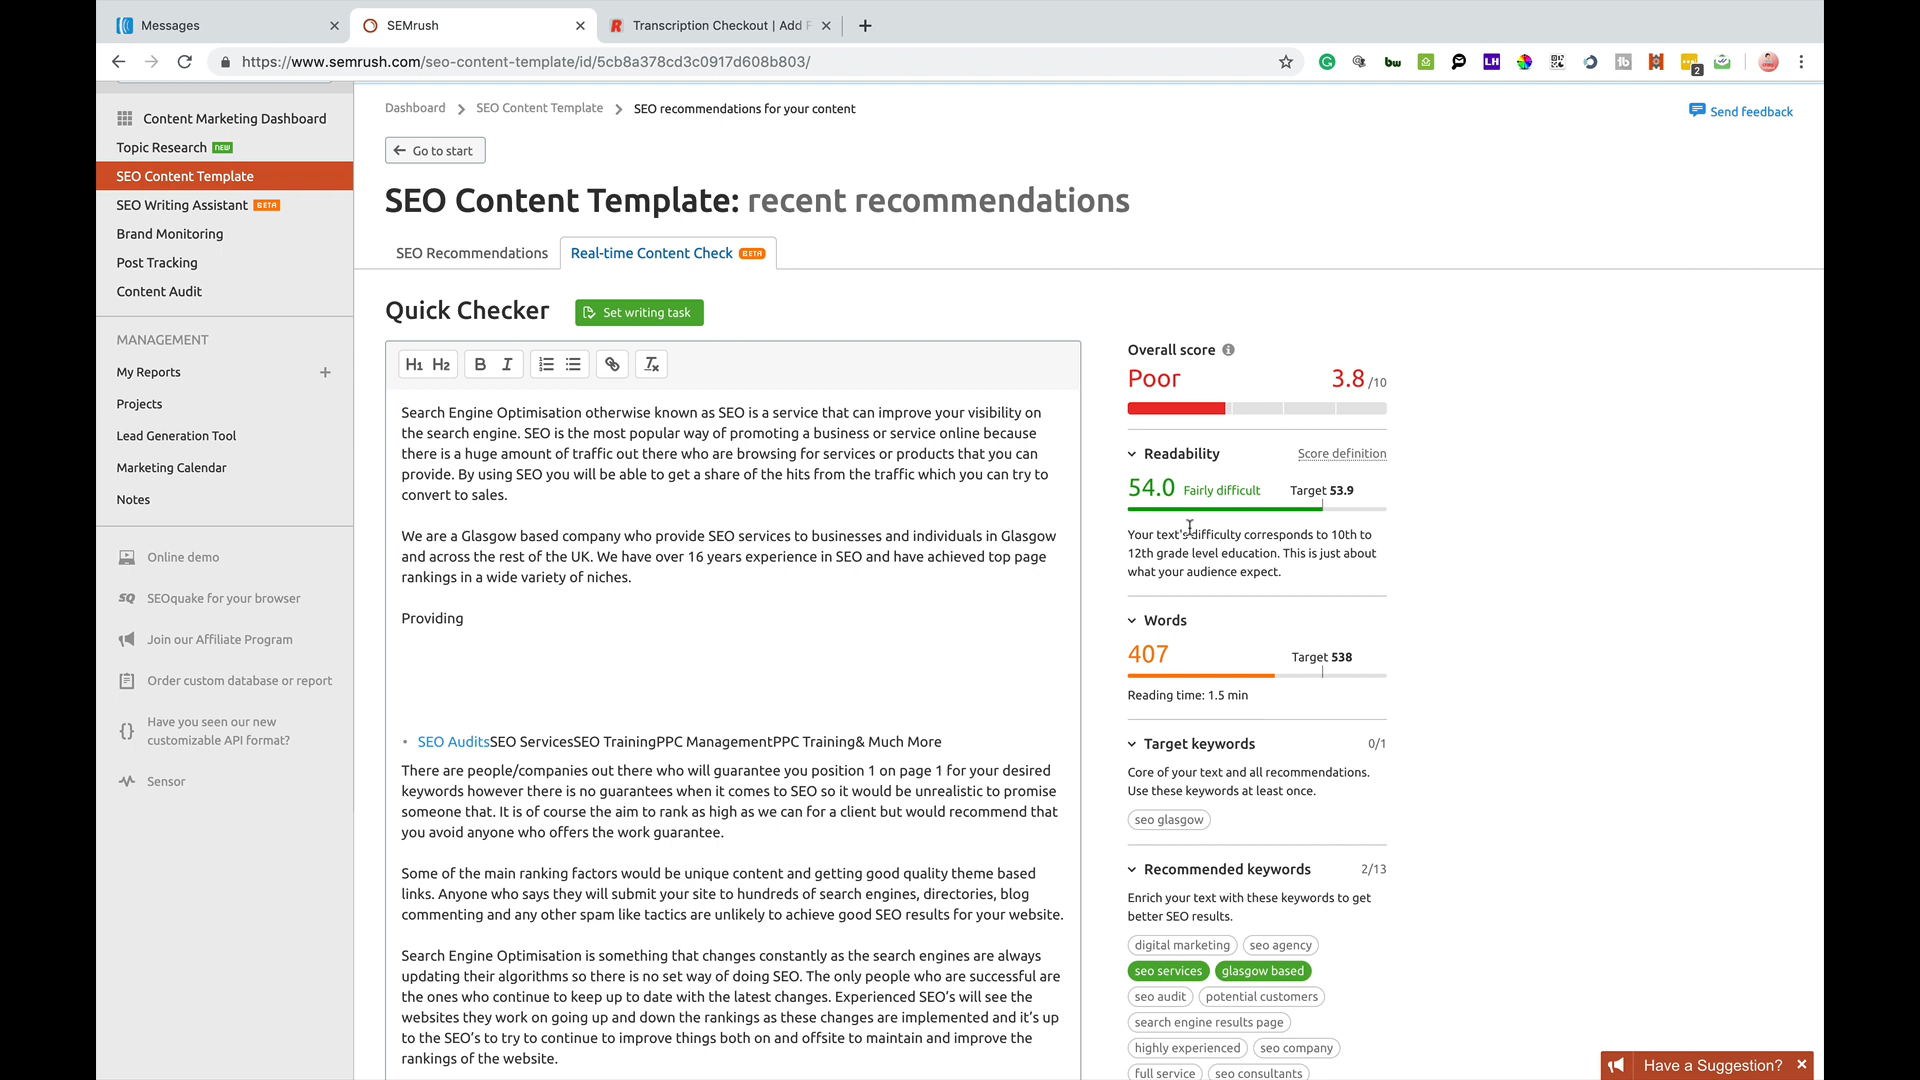 Messages
SEMrush
Transcription Checkout | Add F
https://www.semrush.com/seo-content-template/id/5cb8a378cd3c0917d608b803/
bw
LH
tb
2
Content Marketing Dashboard
Topic Research NEW
SEO Content Template
SEO Writing Assistant BETA
Brand Monitoring
Post Tracking
Content Audit
MANAGEMENT
My Reports +
Projects
Lead Generation Tool
Marketing Calendar
Notes
Online demo
SQ SEOquake for your browser
Join our Affiliate Program
Order custom database or report
Have you seen our new
customizable API format?
Sensor
Dashboard > SEO Content Template > SEO recommendations for your content
Send feedback
Go to start
SEO Content Template: recent recommendations
SEO Recommendations
Real-time Content Check BETA
Quick Checker
Set writing task
H1 H2 B I
Search Engine Optimisation otherwise known as SEO is a service that can improve your visibility on
the search engine. SEO is the most popular way of promoting a business or service online because
there is a huge amount of traffic out there who are browsing for services or products that you can
provide. By using SEO you will be able to get a share of the hits from the traffic which you can try to
convert to sales.
We are a Glasgow based company who provide SEO services to businesses and individuals in Glasgow
and across the rest of the UK. We have over 16 years experience in SEO and have achieved top page
rankings in a wide variety of niches.
Providing
• SEO AuditsSEO ServicesSEO TrainingPPC ManagementPPC Training& Much More
There are people/companies out there who will guarantee you position 1 on page 1 for your desired
keywords however there is no guarantees when it comes to SEO so it would be unrealistic to promise
someone that. It is of course the aim to rank as high as we can for a client but would recommend that
you avoid anyone who offers the work guarantee.
Some of the main ranking factors would be unique content and getting good quality theme based
links. Anyone who says they will submit your site to hundreds of search engines, directories, blog
commenting and any other spam like tactics are unlikely to achieve good SEO results for your website.
Search Engine Optimisation is something that changes constantly as the search engines are always
updating their algorithms so there is no set way of doing SEO. The only people who are successful are
the ones who continue to keep up to date with the latest changes. Experienced SEO's will see the
websites they work on going up and down the rankings as these changes are implemented and it's up
to the SEO's to try to continue to improve things both on and offsite to maintain and improve the
rankings of the website.
Overall score
Poor 3.8 /10
Readability Score definition
54.0 Fairly difficult Target 53.9
Your text's difficulty corresponds to 10th to
12th grade level education. This is just about
what your audience expect.
Words
407 Target 538
Reading time: 1.5 min
Target keywords 0/1
Core of your text and all recommendations.
Use these keywords at least once.
seo glasgow
Recommended keywords 2/13
Enrich your text with these keywords to get
better SEO results.
digital marketing seo agency
seo services glasgow based
seo audit potential customers
search engine results page
highly experienced seo company
full service seo consultants
Have a Suggestion? ×